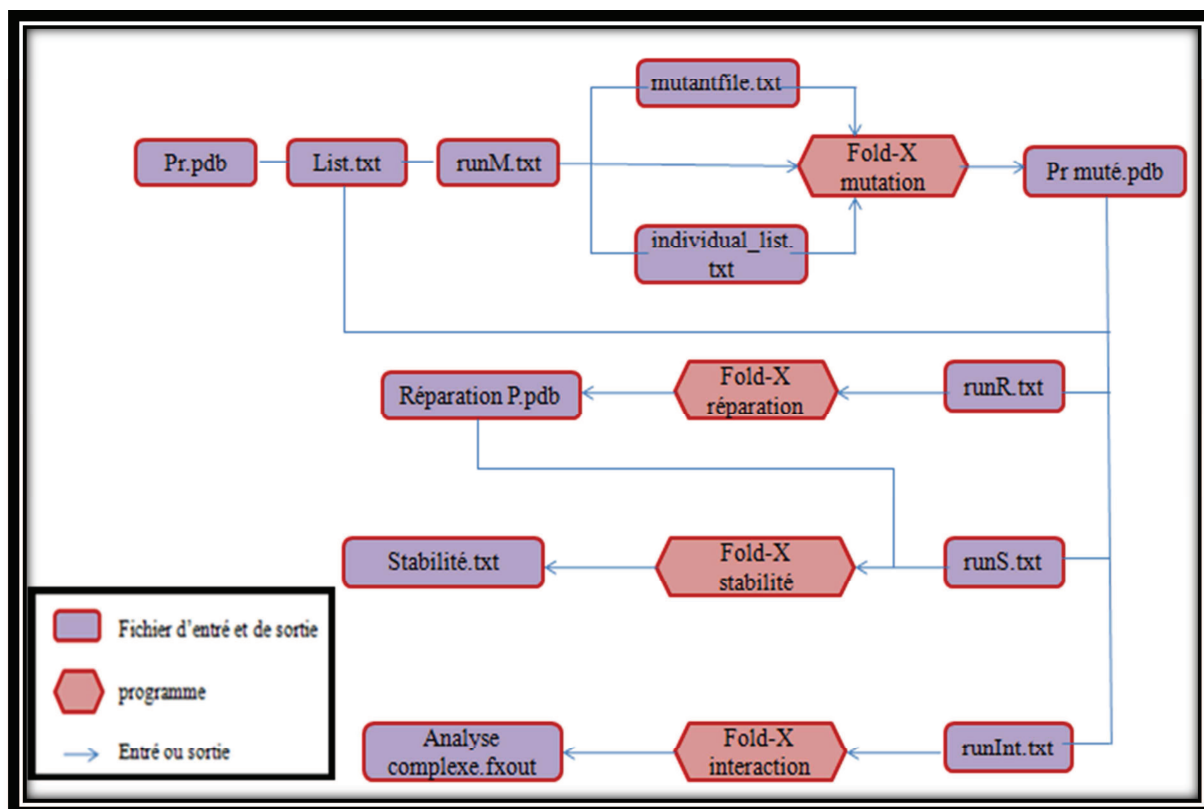 mutantfile.txt
Pr.pdb
List.txt
runM.txt
Fold-X
mutation
Pr muté.pdb
individual_list.
txt
Réparation P.pdb
Fold-X
réparation
runR.txt
Stabilité.txt
Fold-X
stabilité
runS.txt
Fichier d'entré et de sortie
programme
Entré ou sortie
Analyse
complexe.fxout
Fold-X
interaction
runInt.txt